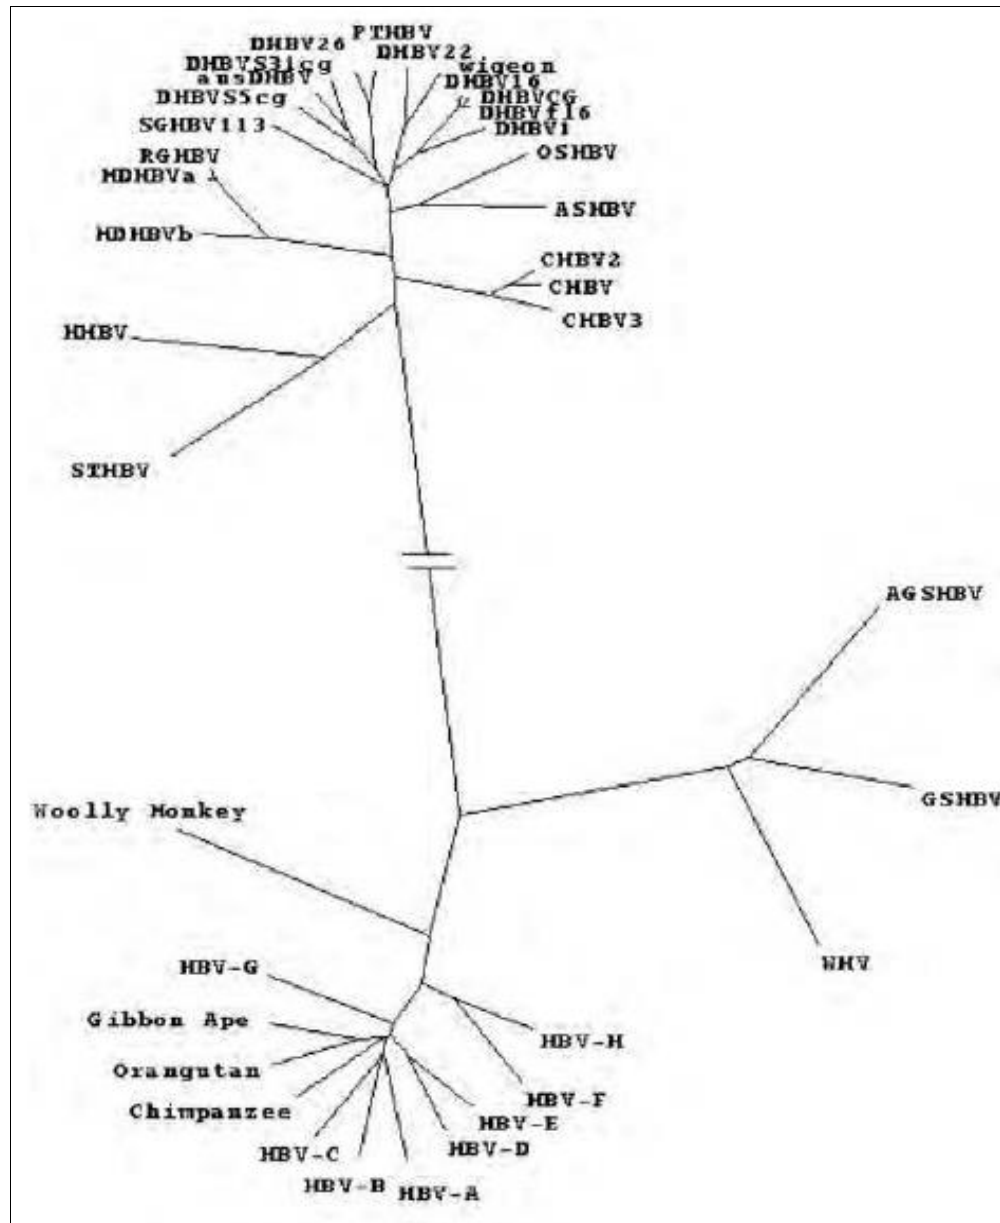 PTHBV
DHBV26
DHBV22
DHBVS31cg
wigeon
ausDHBV
DHBV16
DHBVS5cg
DHBVCG
DHBVf16
SGHBV113
DHBVi
OSHBV
RGHBV
MDHBVa
ASHBV
MDHBVb
CHBV2
CHBV
CHBV3
HHBV
STHBV
AGSHBV
GSHBV
Woolly Monkey
WHV
HBV-G
Gibbon Ape
HBV-H
Orangutan
HBV-F
Chimpanzee
HBV-E
HBV-D
HBV-C
HBV-B
HBV-A